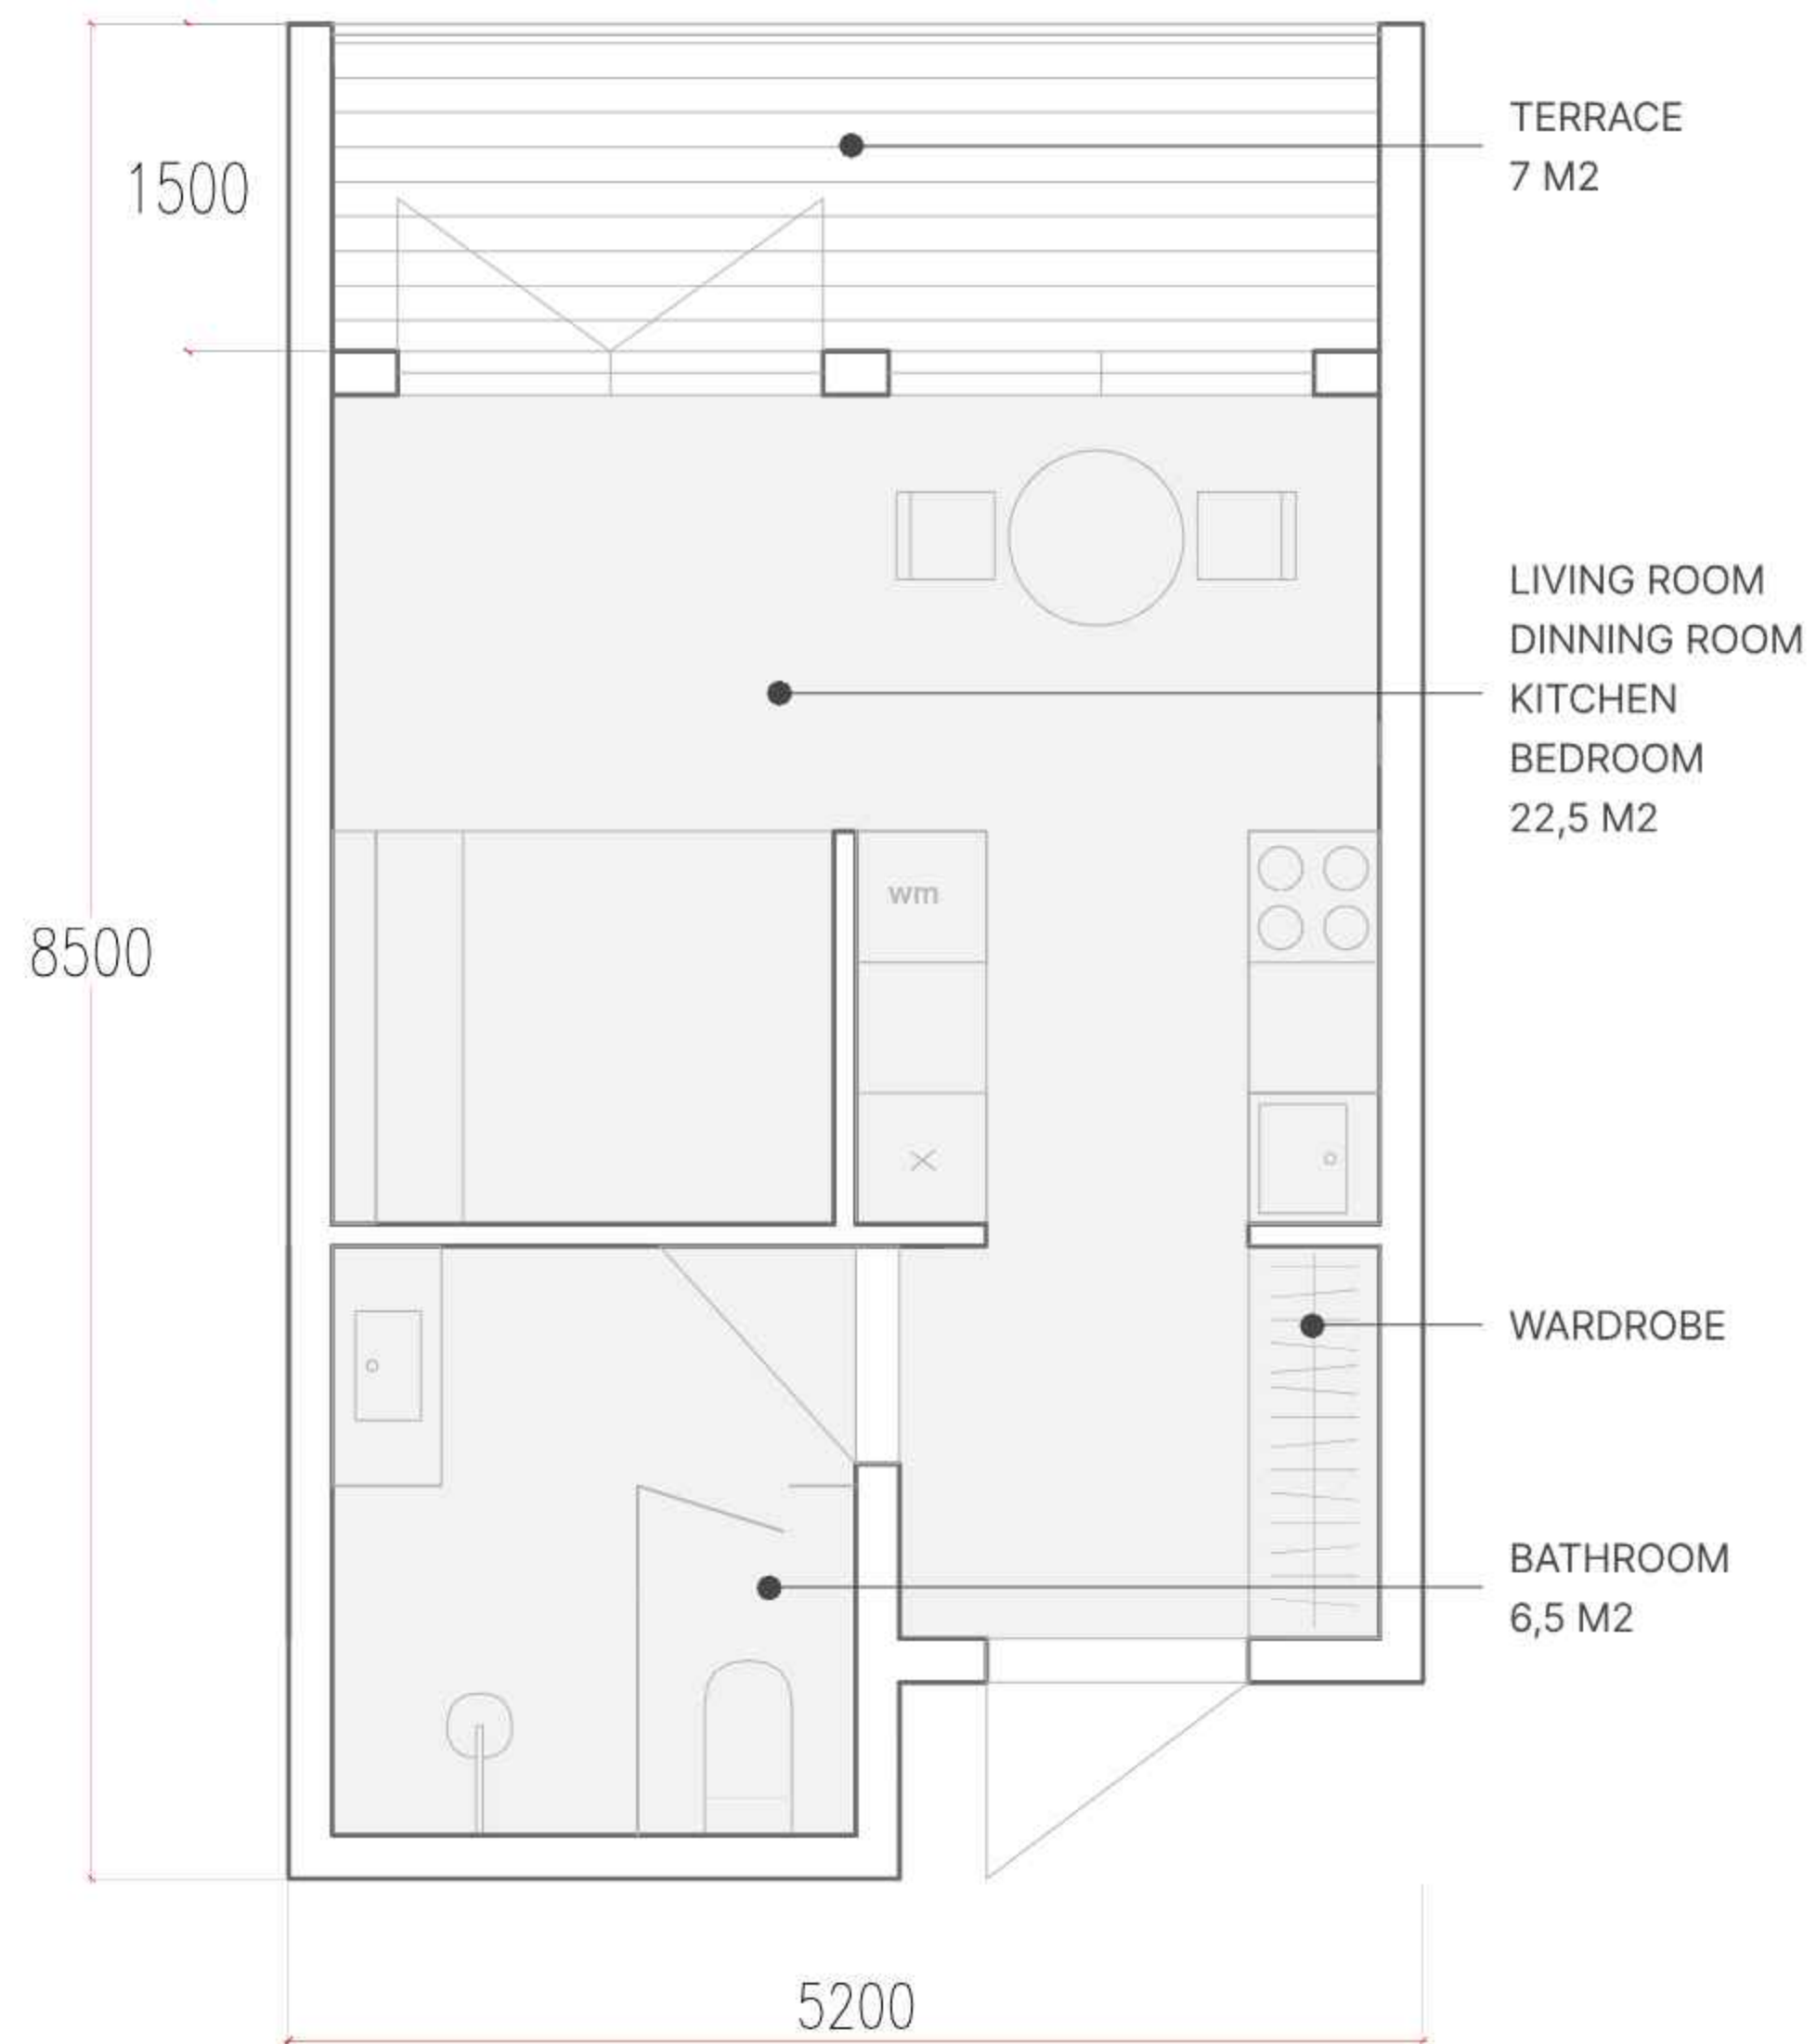 TERRACE
7 M2
1500
LIVING ROOM
DINNING ROOM
KITCHEN
BEDROOM
22,5 M2
wm
8500
WARDROBE
BATHROOM
6,5 M2
5200